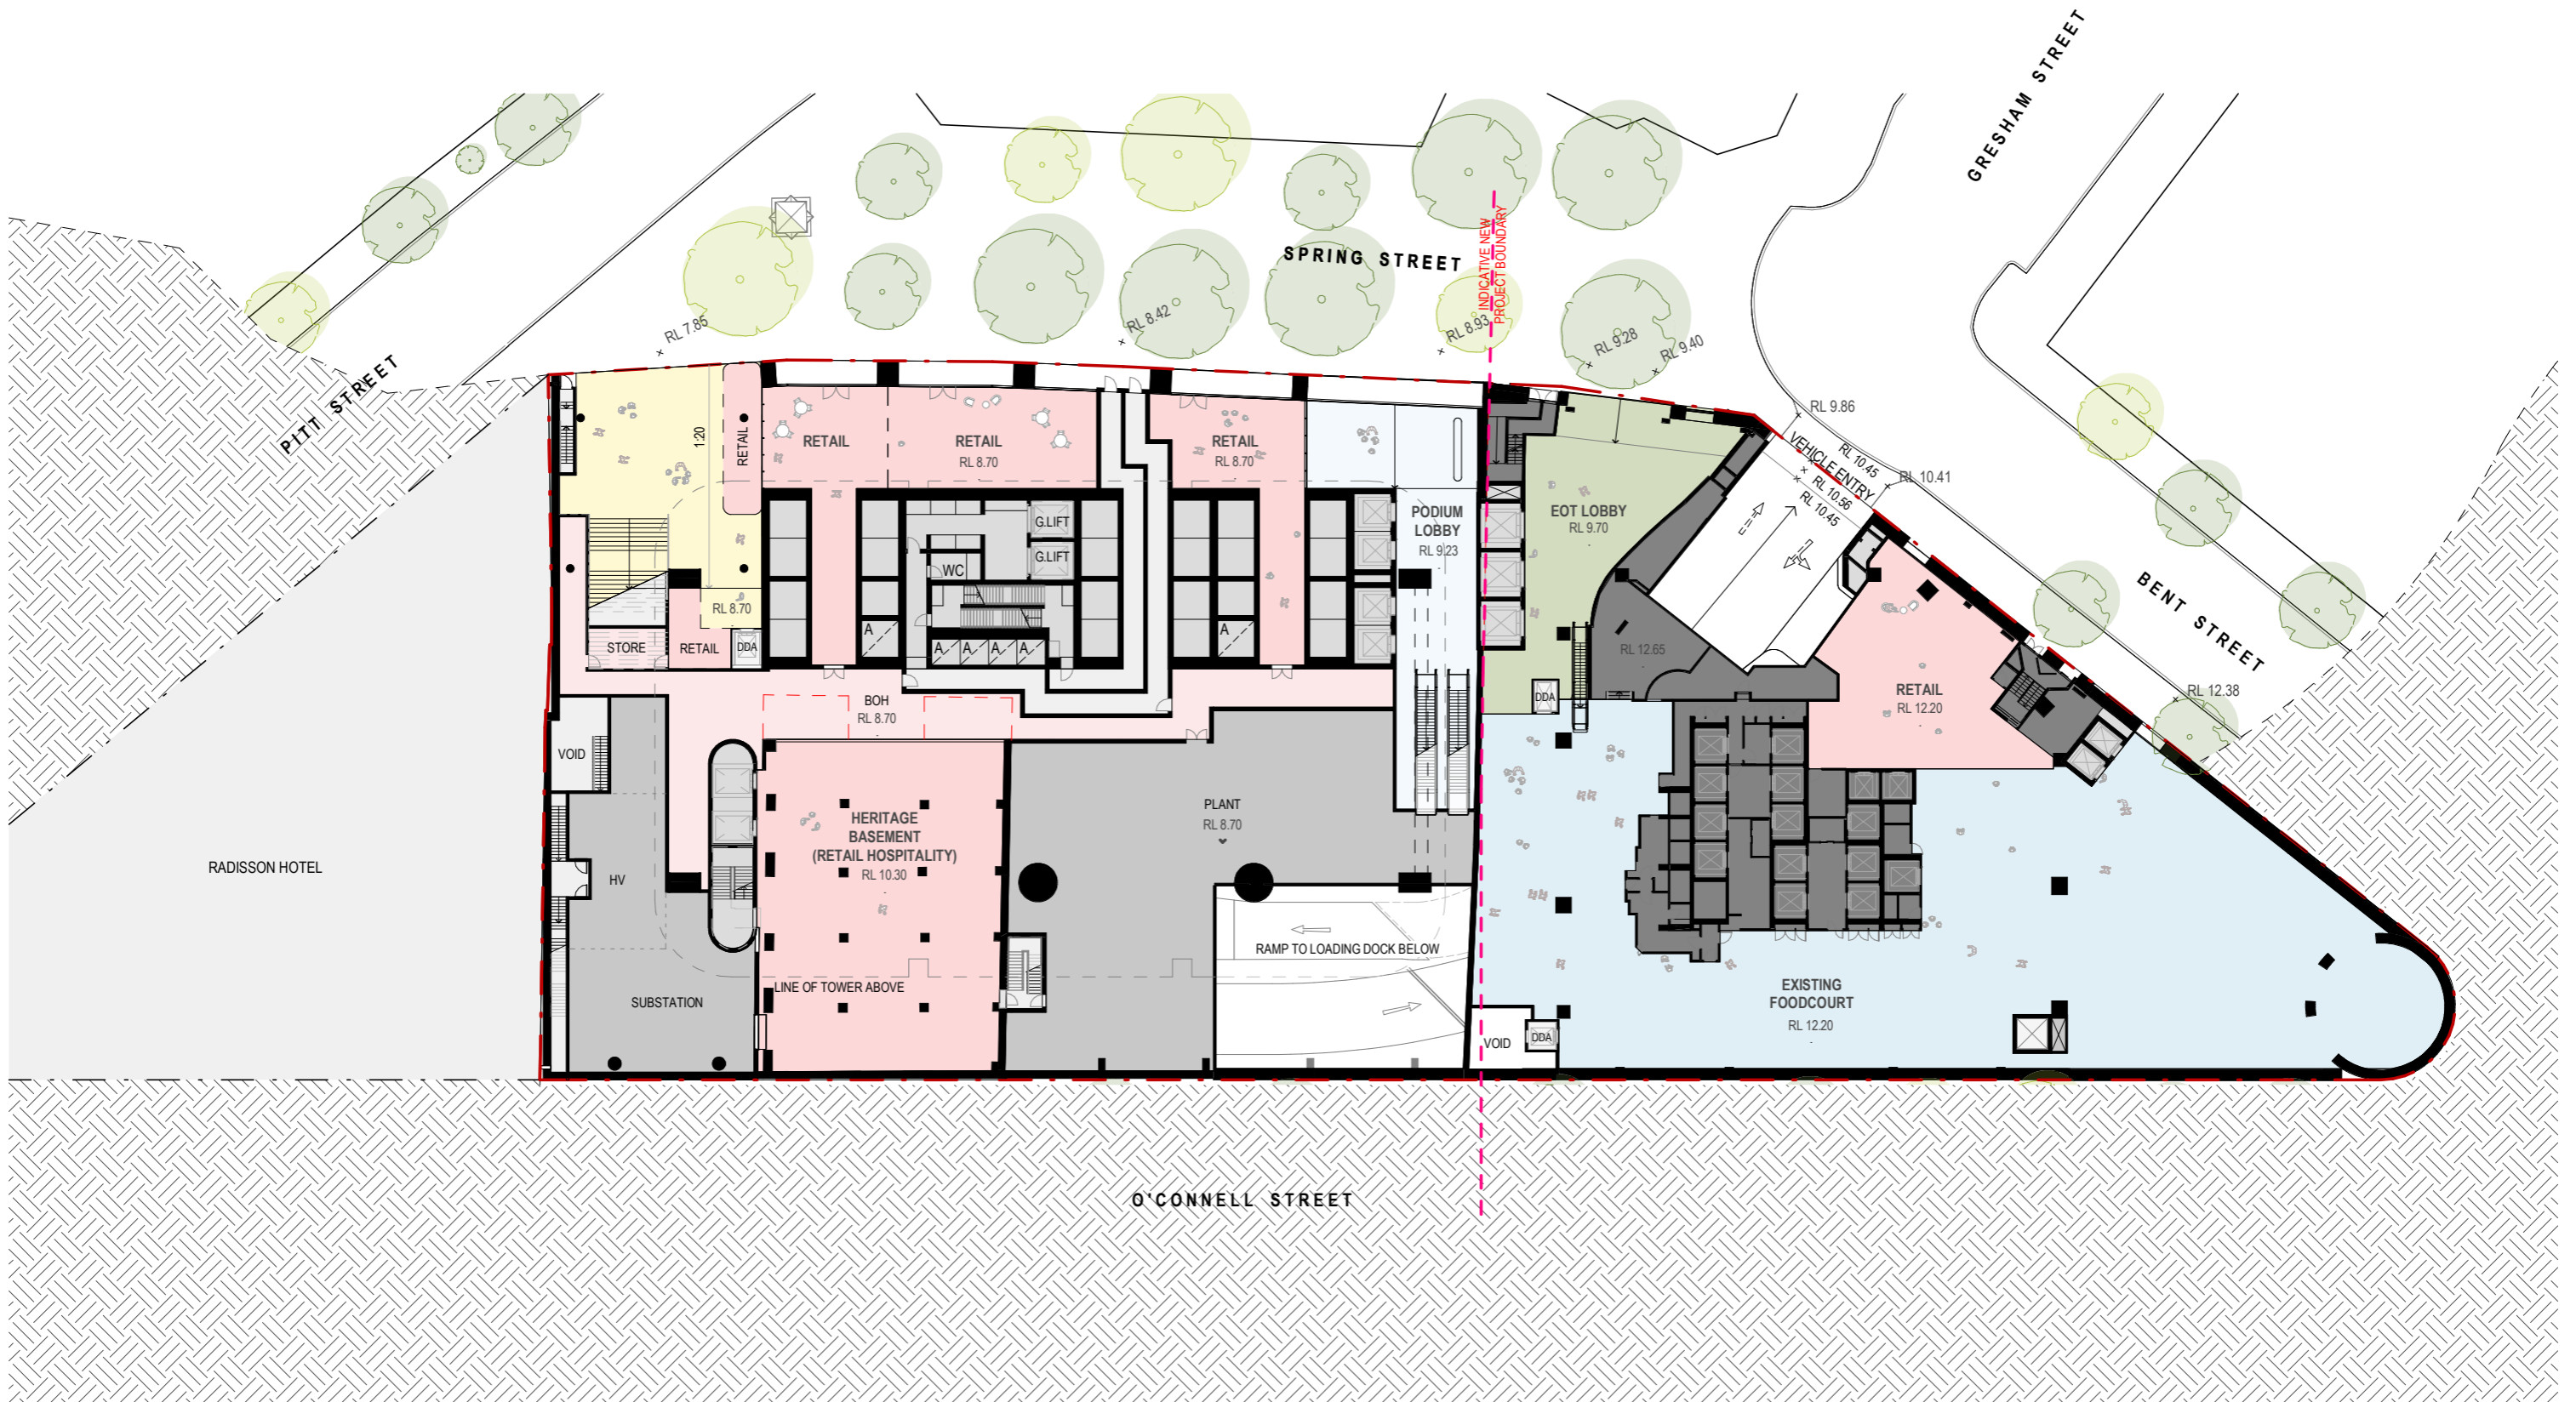 GRESHAM STREET
SPRING STREET
INDICATIVE NEW
PROJECT BOUNDARY
RL 7.85
RL 8.42
RL 8.93
RL 9.28
RL 9.40
PITT STREET
RL 9.86
VEHICLE ENTRY
RL 10.45
RL 10.41
RL 10.56
RL 10.45
1:20
RETAIL
RETAIL
RETAIL
RL 8.70
RETAIL
RL 8.70
PODIUM
LOBBY
RL 9.23
EOT LOBBY
RL 9.70
G.LIFT
G.LIFT
WC
RL 8.70
A
A
A
A
A
A
STORE
RETAIL
DDA
RL 12.65
BENT STREET
RETAIL
RL 12.20
RL 12.38
DDA
BOH
RL 8.70
VOID
HERITAGE
BASEMENT
(RETAIL HOSPITALITY)
RL 10.30
PLANT
RL 8.70
RADISSON HOTEL
HV
RAMP TO LOADING DOCK BELOW
LINE OF TOWER ABOVE
SUBSTATION
EXISTING
FOODCOURT
RL 12.20
VOID
DDA
O'CONNELL STREET